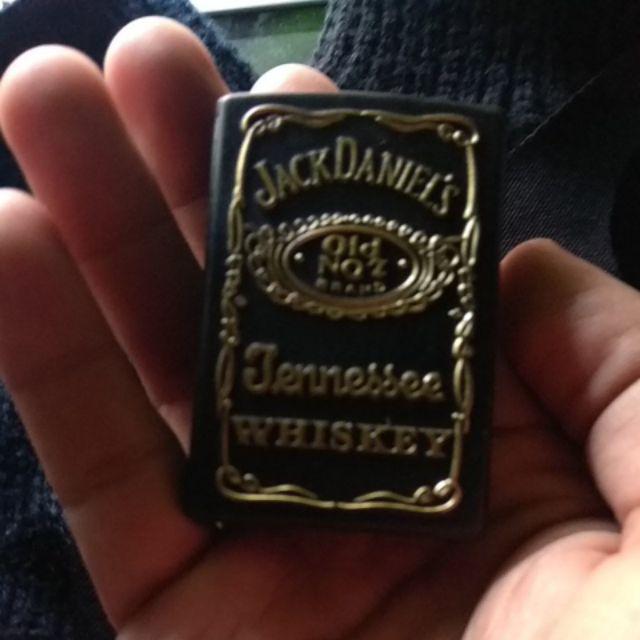 JACK DANIEL'S
Old
NO 7
BRAND
Tennessee
WHISKEY